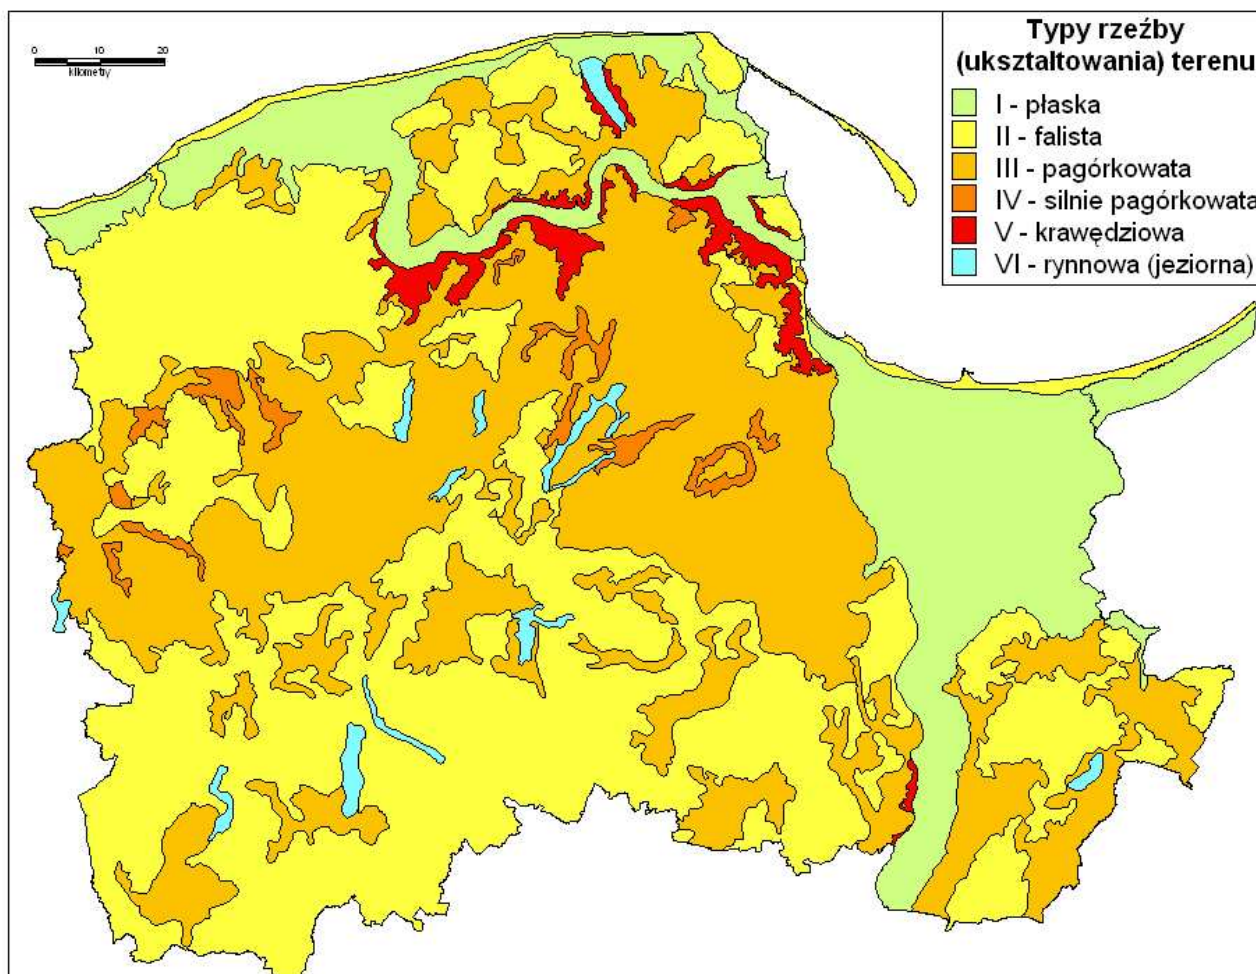 Typy rzeźby
(ukształtowania) terenu
0 10 20
kilometry
I - płaska
II - falista
III - pagórkowata
IV - silnie pagórkowata
V - krawędziowa
VI - rynnowa (jeziorna)